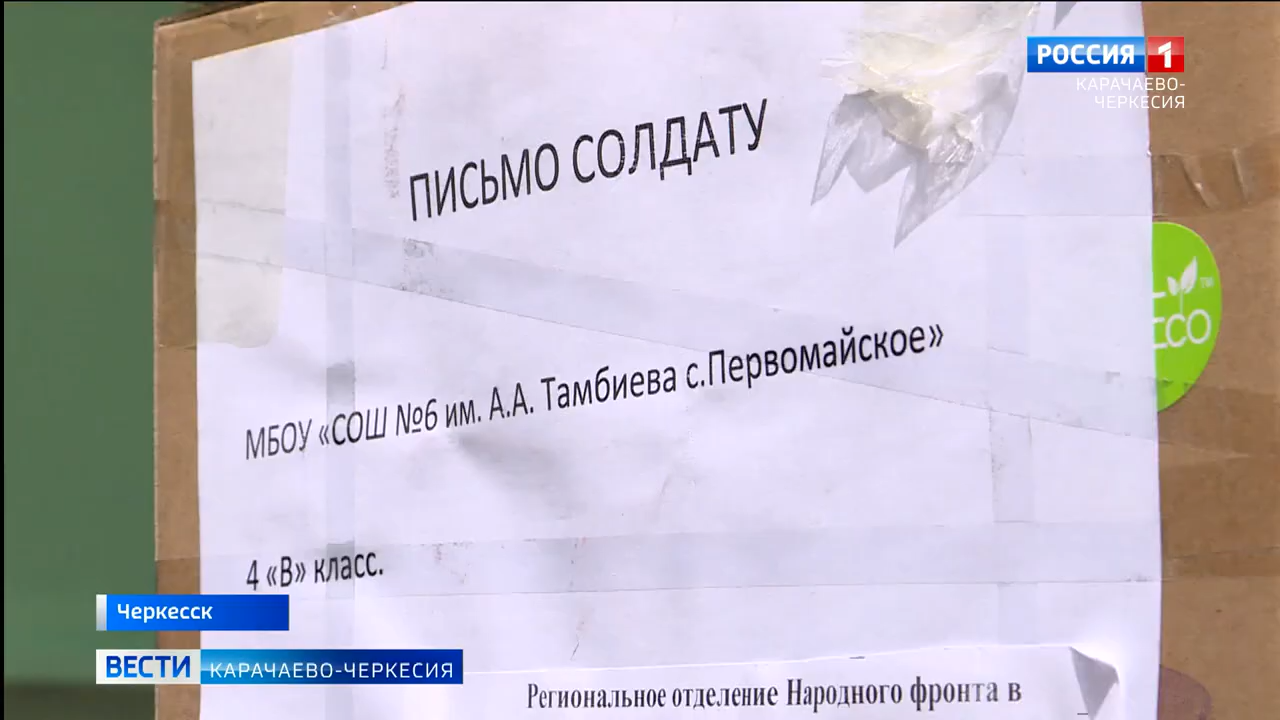 РОССИЯ 1
КАРАЧАЕВО-
ЧЕРКЕСИЯ
ПИСЬМО СОЛДАТУ
ECO
МБОУ «СОШ №6 им. А.А. Тамбиева с.Первомайское»
4 «В» класс.
Черкесск
ВЕСТИ КАРАЧАЕВО-ЧЕРКЕСИЯ
Региональное отделение Народного фронта в